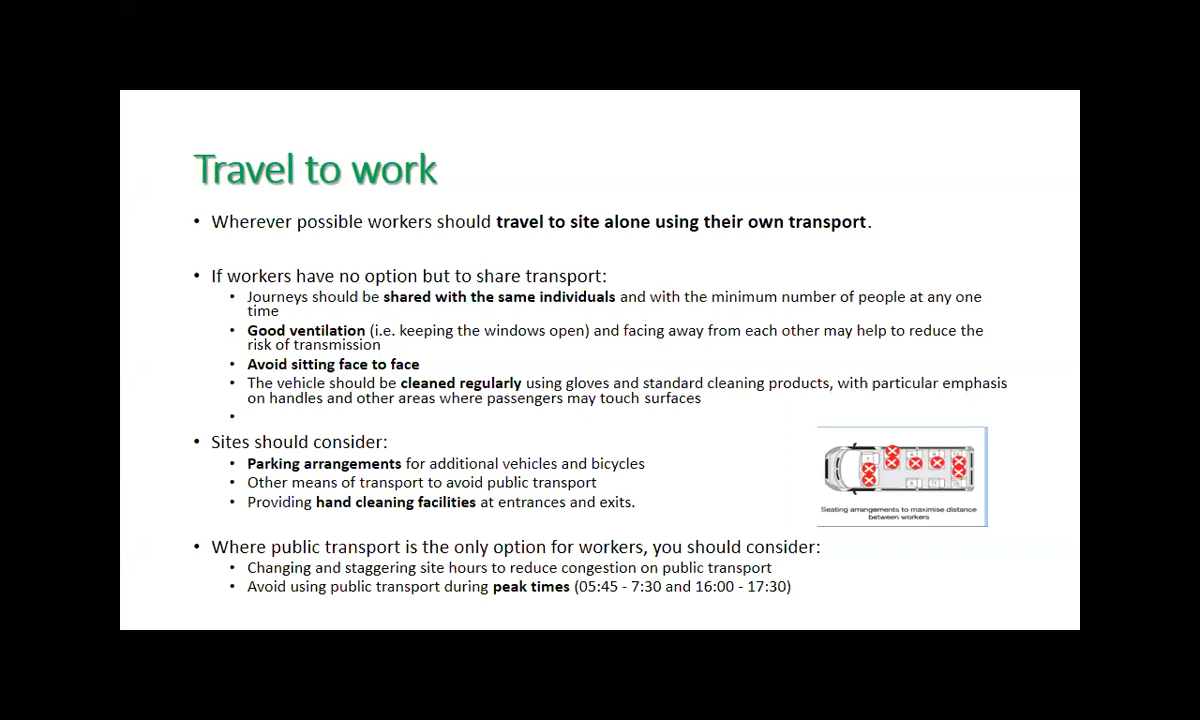 Travel to work
• Wherever possible workers should travel to site alone using their own transport.
• If workers have no option but to share transport:
• Journeys should be shared with the same individuals and with the minimum number of people at any one
time
• Good ventilation (i.e. keeping the windows open) and facing away from each other may help to reduce the
risk of transmission
• Avoid sitting face to face
• The vehicle should be cleaned regularly using gloves and standard cleaning products, with particular emphasis
on handles and other areas where passengers may touch surfaces
•
• Sites should consider:
• Parking arrangements for additional vehicles and bicycles
• Other means of transport to avoid public transport
• Providing hand cleaning facilities at entrances and exits.
Seating arrangements to maximise distance
between workers
• Where public transport is the only option for workers, you should consider:
• Changing and staggering site hours to reduce congestion on public transport
• Avoid using public transport during peak times (05:45 - 7:30 and 16:00 - 17:30)